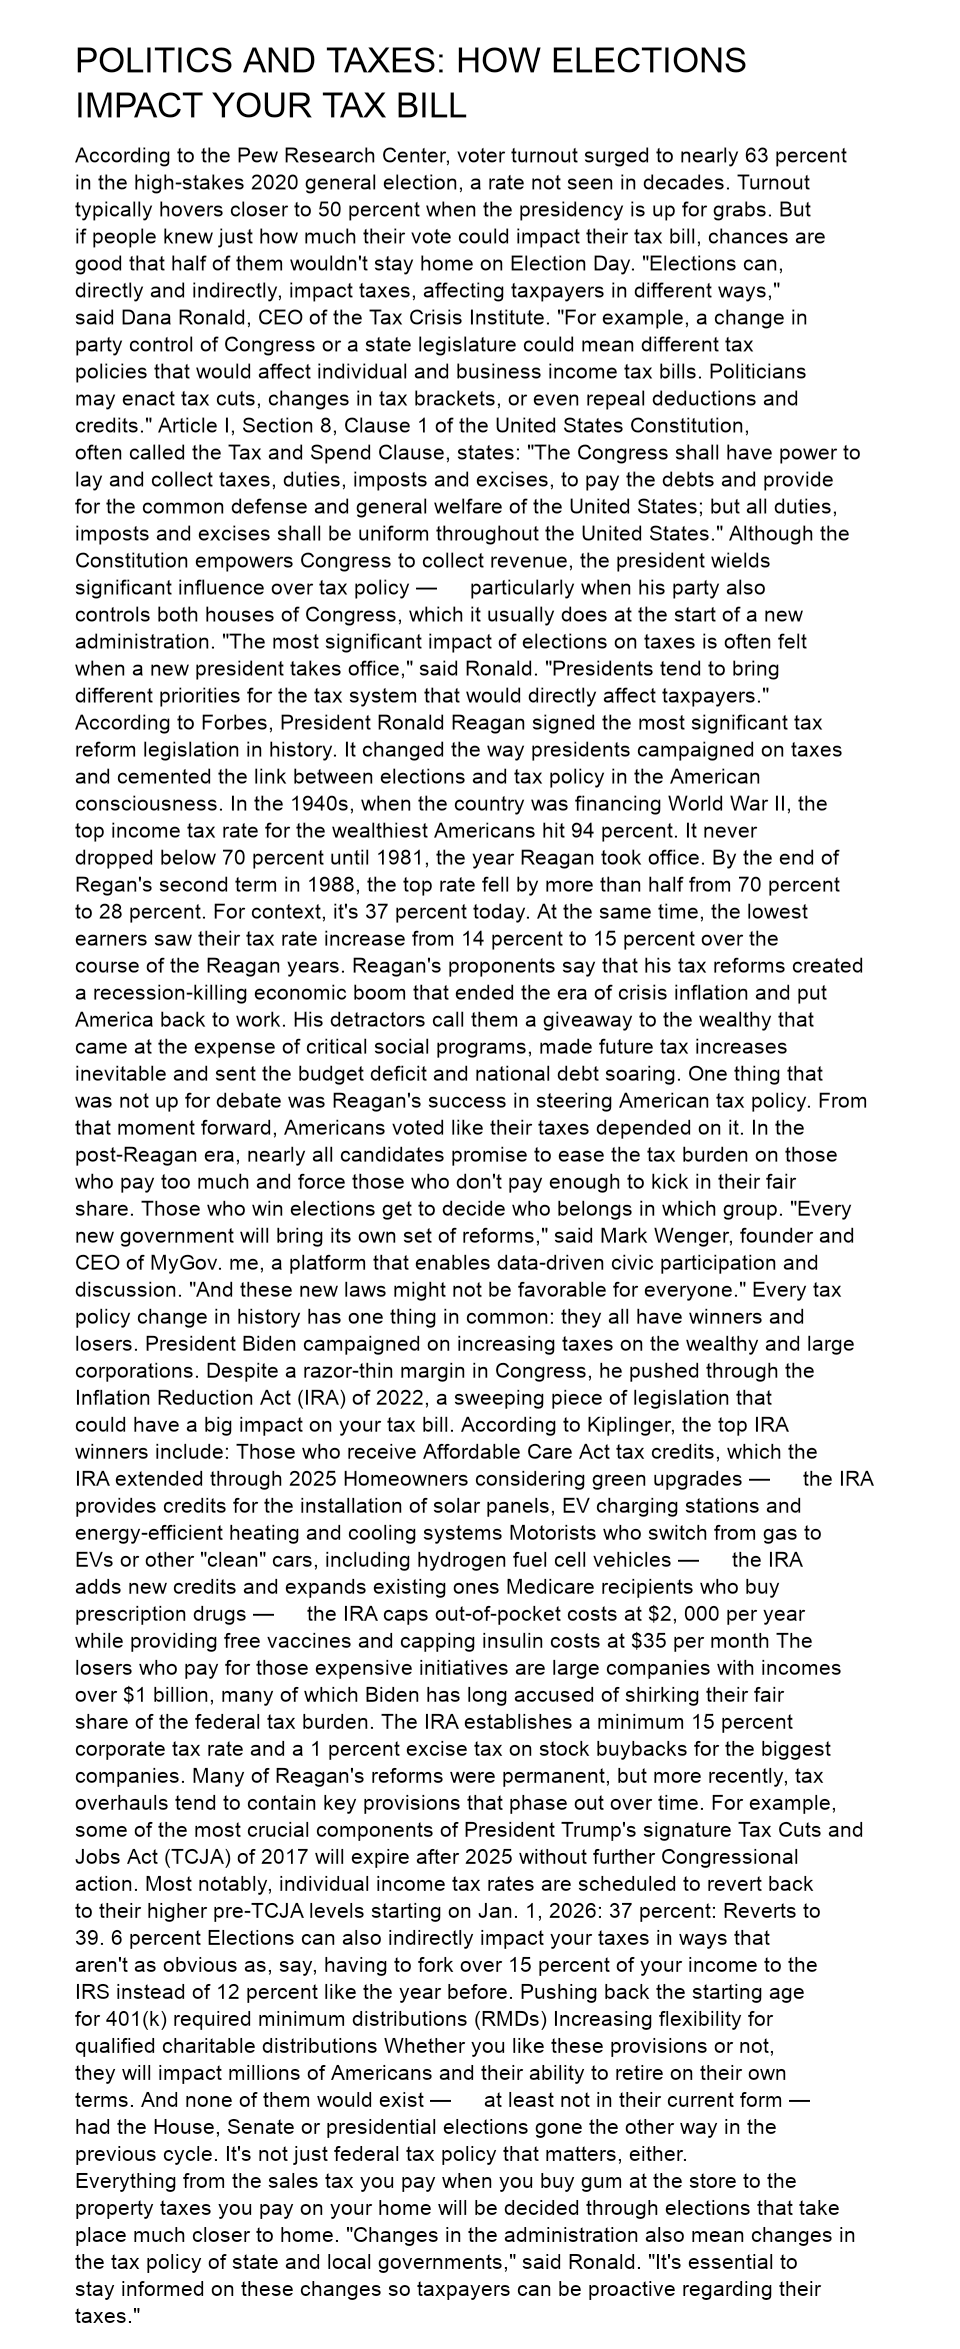 POLITICS AND TAXES: HOW ELECTIONS
IMPACT YOUR TAX BILL
According to the Pew Research Center, voter turnout surged to nearly 63 percent
in the high-stakes 2020 general election, a rate not seen in decades. Turnout
typically hovers closer to 50 percent when the presidency is up for grabs. But
if people knew just how much their vote could impact their tax bill, chances are
good that half of them wouldn't stay home on Election Day. "Elections can,
directly and indirectly, impact taxes, affecting taxpayers in different ways,"
said Dana Ronald, CEO of the Tax Crisis Institute. "For example, a change in
party control of Congress or a state legislature could mean different tax
policies that would affect individual and business income tax bills. Politicians
may enact tax cuts, changes in tax brackets, or even repeal deductions and
credits." Article I, Section 8, Clause 1 of the United States Constitution,
often called the Tax and Spend Clause, states: "The Congress shall have power to
lay and collect taxes, duties, imposts and excises, to pay the debts and provide
for the common defense and general welfare of the United States; but all duties,
imposts and excises shall be uniform throughout the United States." Although the
Constitution empowers Congress to collect revenue, the president wields
significant influence over tax policy — particularly when his party also
controls both houses of Congress, which it usually does at the start of a new
administration. "The most significant impact of elections on taxes is often felt
when a new president takes office," said Ronald. "Presidents tend to bring
different priorities for the tax system that would directly affect taxpayers."
According to Forbes, President Ronald Reagan signed the most significant tax
reform legislation in history. It changed the way presidents campaigned on taxes
and cemented the link between elections and tax policy in the American
consciousness. In the 1940s, when the country was financing World War II, the
top income tax rate for the wealthiest Americans hit 94 percent. It never
dropped below 70 percent until 1981, the year Reagan took office. By the end of
Regan's second term in 1988, the top rate fell by more than half from 70 percent
to 28 percent. For context, it's 37 percent today. At the same time, the lowest
earners saw their tax rate increase from 14 percent to 15 percent over the
course of the Reagan years. Reagan's proponents say that his tax reforms created
a recession-killing economic boom that ended the era of crisis inflation and put
America back to work. His detractors call them a giveaway to the wealthy that
came at the expense of critical social programs, made future tax increases
inevitable and sent the budget deficit and national debt soaring. One thing that
was not up for debate was Reagan's success in steering American tax policy. From
that moment forward, Americans voted like their taxes depended on it. In the
post-Reagan era, nearly all candidates promise to ease the tax burden on those
who pay too much and force those who don't pay enough to kick in their fair
share. Those who win elections get to decide who belongs in which group. "Every
new government will bring its own set of reforms," said Mark Wenger, founder and
CEO of MyGov. me, a platform that enables data-driven civic participation and
discussion. "And these new laws might not be favorable for everyone." Every tax
policy change in history has one thing in common: they all have winners and
losers. President Biden campaigned on increasing taxes on the wealthy and large
corporations. Despite a razor-thin margin in Congress, he pushed through the
Inflation Reduction Act (IRA) of 2022, a sweeping piece of legislation that
could have a big impact on your tax bill. According to Kiplinger, the top IRA
winners include: Those who receive Affordable Care Act tax credits, which the
IRA extended through 2025 Homeowners considering green upgrades — the IRA
provides credits for the installation of solar panels, EV charging stations and
energy-efficient heating and cooling systems Motorists who switch from gas to
EVs or other "clean" cars, including hydrogen fuel cell vehicles — the IRA
adds new credits and expands existing ones Medicare recipients who buy
prescription drugs — the IRA caps out-of-pocket costs at $2, 000 per year
while providing free vaccines and capping insulin costs at $35 per month The
losers who pay for those expensive initiatives are large companies with incomes
over $1 billion, many of which Biden has long accused of shirking their fair
share of the federal tax burden. The IRA establishes a minimum 15 percent
corporate tax rate and a 1 percent excise tax on stock buybacks for the biggest
companies. Many of Reagan's reforms were permanent, but more recently, tax
overhauls tend to contain key provisions that phase out over time. For example,
some of the most crucial components of President Trump's signature Tax Cuts and
Jobs Act (TCJA) of 2017 will expire after 2025 without further Congressional
action. Most notably, individual income tax rates are scheduled to revert back
to their higher pre-TCJA levels starting on Jan. 1, 2026: 37 percent: Reverts to
39. 6 percent Elections can also indirectly impact your taxes in ways that
aren't as obvious as, say, having to fork over 15 percent of your income to the
IRS instead of 12 percent like the year before. Pushing back the starting age
for 401(k) required minimum distributions (RMDs) Increasing flexibility for
qualified charitable distributions Whether you like these provisions or not,
they will impact millions of Americans and their ability to retire on their own
terms. And none of them would exist — at least not in their current form —
had the House, Senate or presidential elections gone the other way in the
previous cycle. It's not just federal tax policy that matters, either.
Everything from the sales tax you pay when you buy gum at the store to the
property taxes you pay on your home will be decided through elections that take
place much closer to home. "Changes in the administration also mean changes in
the tax policy of state and local governments," said Ronald. "It's essential to
stay informed on these changes so taxpayers can be proactive regarding their
taxes."